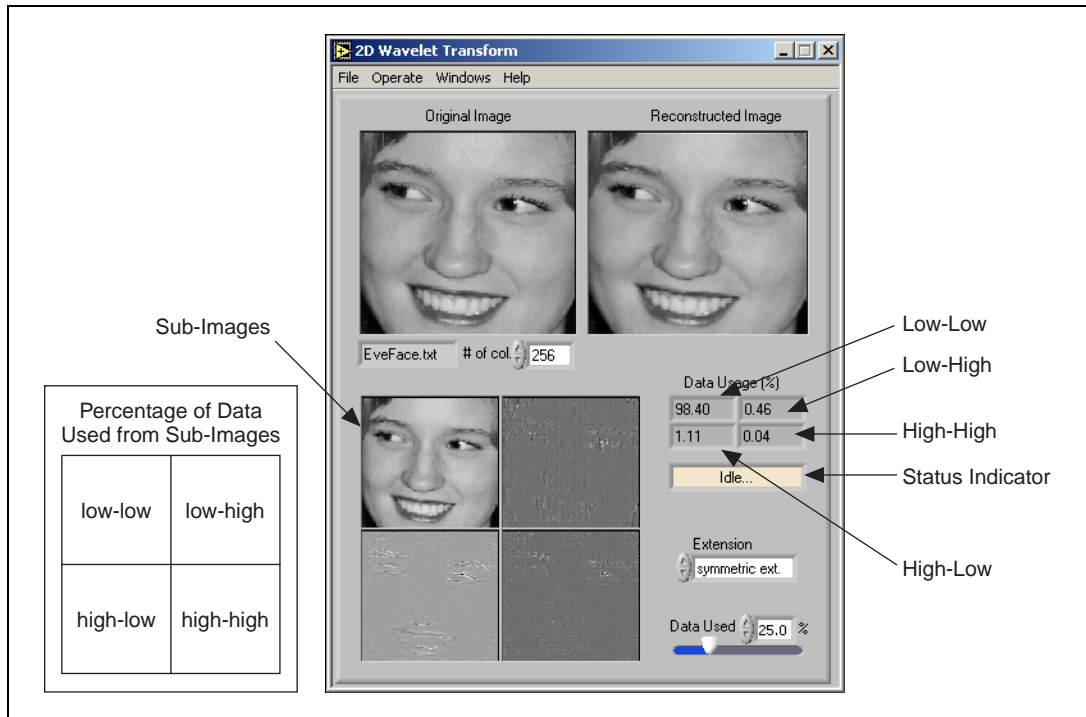 2D Wavelet Transform
File Operate Windows Help
Original Image
Reconstructed Image
EveFace.txt
# of col.
256
Data Usage (%)
98.40
0.46
1.11
0.04
Idle...
Extension
symmetric ext.
Data Used
25.0 %
Sub-Images
Percentage of Data
Used from Sub-Images
low-low
low-high
high-low
high-high
Low-Low
Low-High
High-High
Status Indicator
High-Low